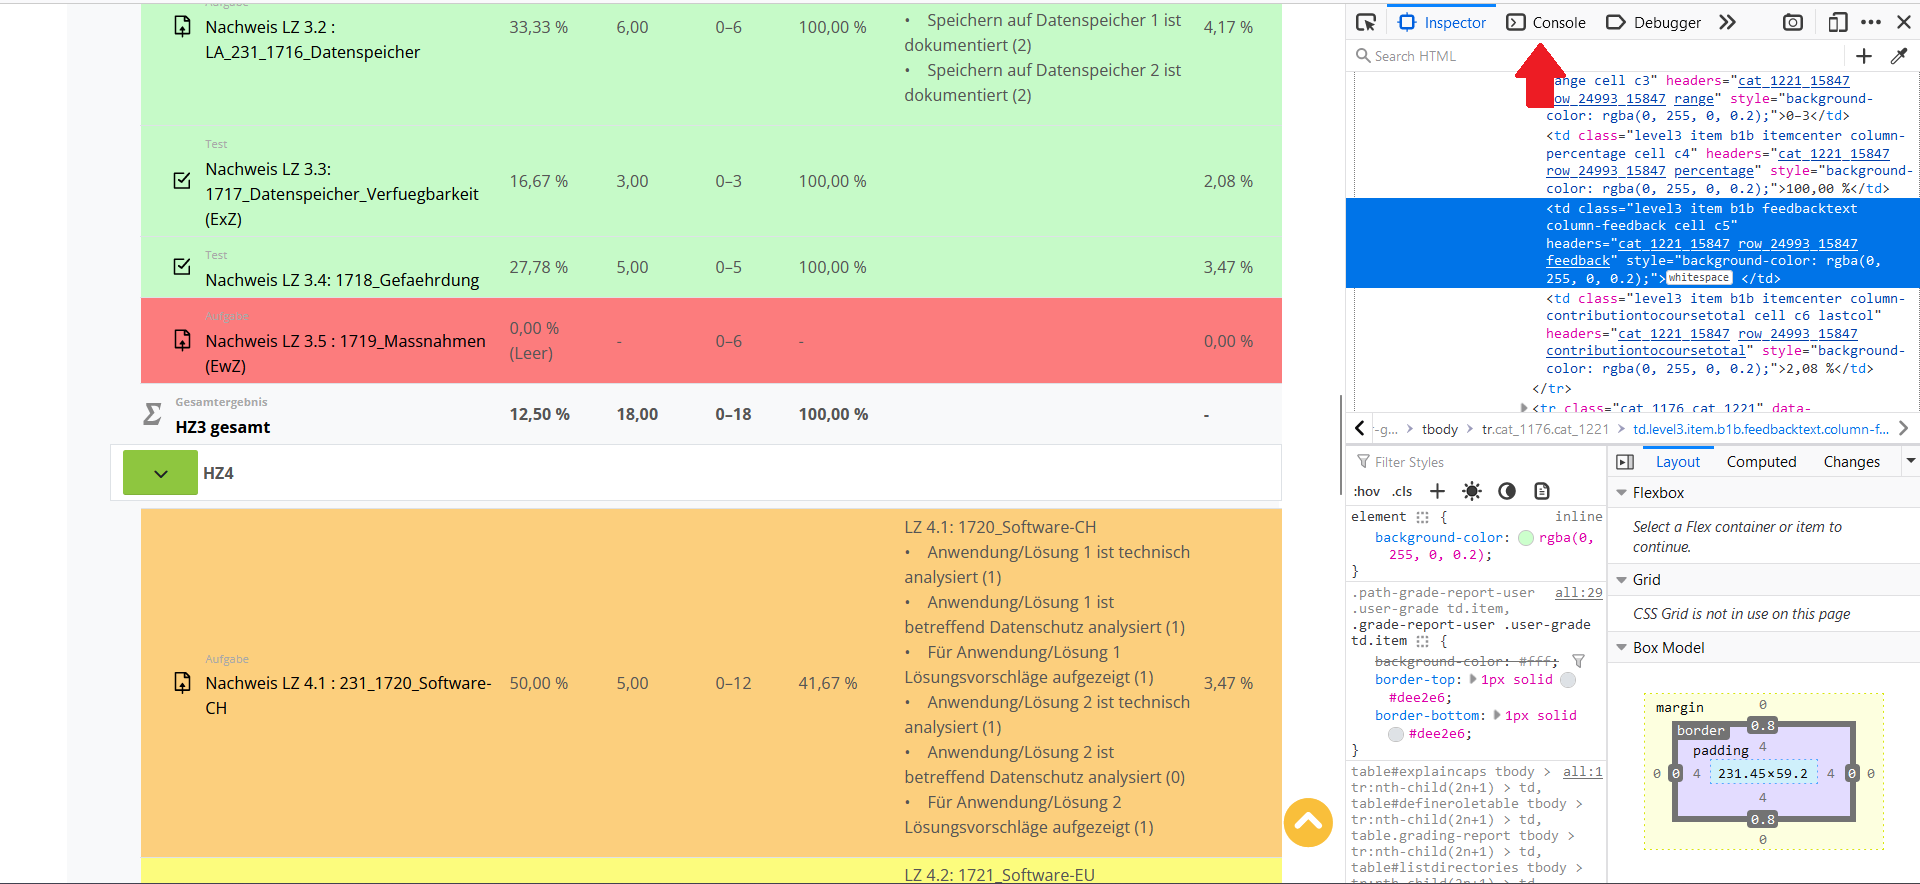 Aufgabe
Nachweis LZ 3.2 :
LA_231_1716_Datenspeicher
33,33 %
6,00
0–6
100,00 %
• Speichern auf Datenspeicher 1 ist
dokumentiert (2)
• Speichern auf Datenspeicher 2 ist
dokumentiert (2)
4,17 %
Test
Nachweis LZ 3.3:
1717_Datenspeicher_Verfuegbarkeit
(ExZ)
16,67 %
3,00
0–3
100,00 %
2,08 %
Test
Nachweis LZ 3.4: 1718_Gefaehrdung
27,78 %
5,00
0–5
100,00 %
3,47 %
Aufgabe
Nachweis LZ 3.5 : 1719_Massnahmen
(EwZ)
0,00 %
(Leer)
-
0–6
-
0,00 %
Gesamtergebnis
HZ3 gesamt
12,50 %
18,00
0–18
100,00 %
-
HZ4
Aufgabe
Nachweis LZ 4.1 : 231_1720_Software-
CH
50,00 %
5,00
0–12
41,67 %
LZ 4.1: 1720_Software-CH
• Anwendung/Lösung 1 ist technisch
analysiert (1)
• Anwendung/Lösung 1 ist
betreffend Datenschutz analysiert (1)
• Für Anwendung/Lösung 1
Lösungsvorschläge aufgezeigt (1)
• Anwendung/Lösung 2 ist technisch
analysiert (1)
• Anwendung/Lösung 2 ist
betreffend Datenschutz analysiert (0)
• Für Anwendung/Lösung 2
Lösungsvorschläge aufgezeigt (1)
3,47 %
LZ 4.2: 1721_Software-EU
Inspector
Console
Debugger
Search HTML
ange cell c3" headers="cat_1221_15847
row_24993_15847 range" style="background-
color: rgba(0, 255, 0, 0.2);">0–3</td>
<td class="level3 item b1b itemcenter column-
percentage cell c4" headers="cat_1221_15847
row_24993_15847 percentage" style="background-
color: rgba(0, 255, 0, 0.2);">100,00 %</td>
<td class="level3 item b1b feedbacktext
column-feedback cell c5"
headers="cat_1221_15847 row_24993_15847
feedback" style="background-color: rgba(0,
255, 0, 0.2);">whitespace </td>
<td class="level3 item b1b itemcenter column-
contributiontocoursetotal cell c6 lastcol"
headers="cat_1221_15847 row_24993_15847
contributiontocoursetotal" style="background-
color: rgba(0, 255, 0, 0.2);">2,08 %</td>
</tr>
<tr class="cat_1176 cat_1221" data-
-g...
tbody
tr.cat_1176.cat_1221
td.level3.item.b1b.feedbacktext.column-f...
Filter Styles
:hov .cls
element {
inline
background-color: rgba(0,
255, 0, 0.2);
}
.path-grade-report-user all:29
.user-grade td.item,
.grade-report-user .user-grade
td.item {
background-color: #fff;
border-top: 1px solid
#dee2e6;
border-bottom: 1px solid
#dee2e6;
}
table#explaincaps tbody > all:1
tr:nth-child(2n+1) > td,
table#defineroletable tbody >
tr:nth-child(2n+1) > td,
table.grading-report tbody >
tr:nth-child(2n+1) > td,
table#listdirectories tbody >
tr:nth-child(2n+1) > td,
Layout
Computed
Changes
Flexbox
Select a Flex container or item to
continue.
Grid
CSS Grid is not in use on this page
Box Model
margin
0
border
0.8
padding
4
0 0 4 231.45×59.2 4 0 0
4
0.8
0